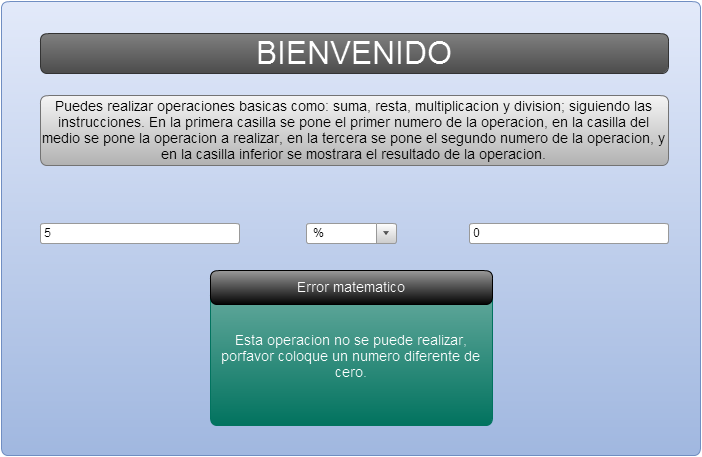 BIENVENIDO
Puedes realizar operaciones basicas como: suma, resta, multiplicacion y division; siguiendo las
instrucciones. En la primera casilla se pone el primer numero de la operacion, en la casilla del
medio se pone la operacion a realizar, en la tercera se pone el segundo numero de la operacion, y
en la casilla inferior se mostrara el resultado de la operacion.
5 % 0
Error matematico
Esta operacion no se puede realizar,
porfavor coloque un numero diferente de
cero.